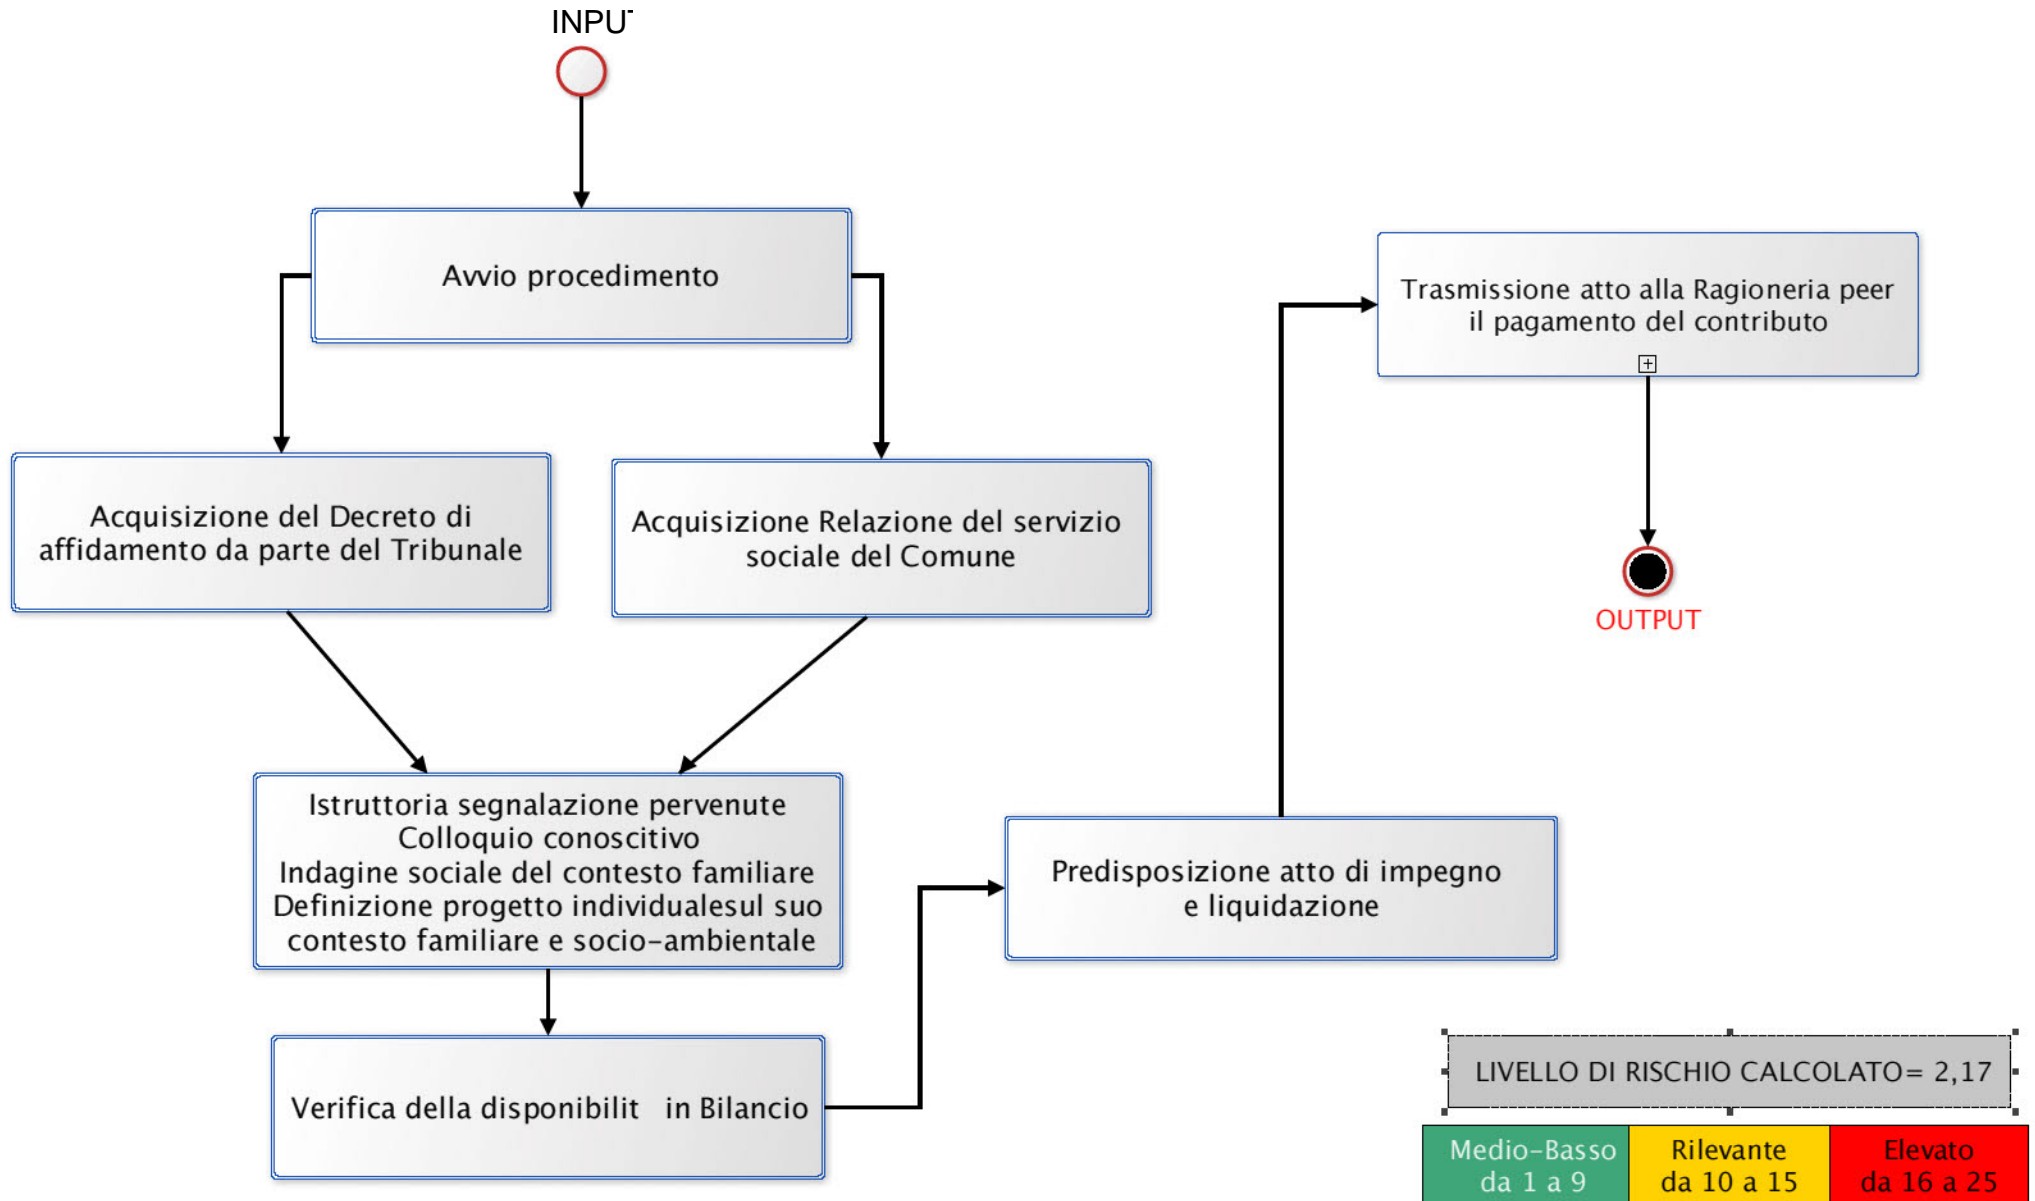 INPUT
Avvio procedimento
Acquisizione del Decreto di
affidamento da parte del Tribunale
Acquisizione Relazione del servizio
sociale del Comune
Istruttoria segnalazione pervenute
Colloquio conoscitivo
Indagine sociale del contesto familiare
Definizione progetto individualesul suo
contesto familiare e socio-ambientale
Verifica della disponibilit in Bilancio
Predisposizione atto di impegno
e liquidazione
Trasmissione atto alla Ragioneria peer
il pagamento del contributo
OUTPUT
LIVELLO DI RISCHIO CALCOLATO= 2,17
Medio-Basso
da 1 a 9
Rilevante
da 10 a 15
Elevato
da 16 a 25